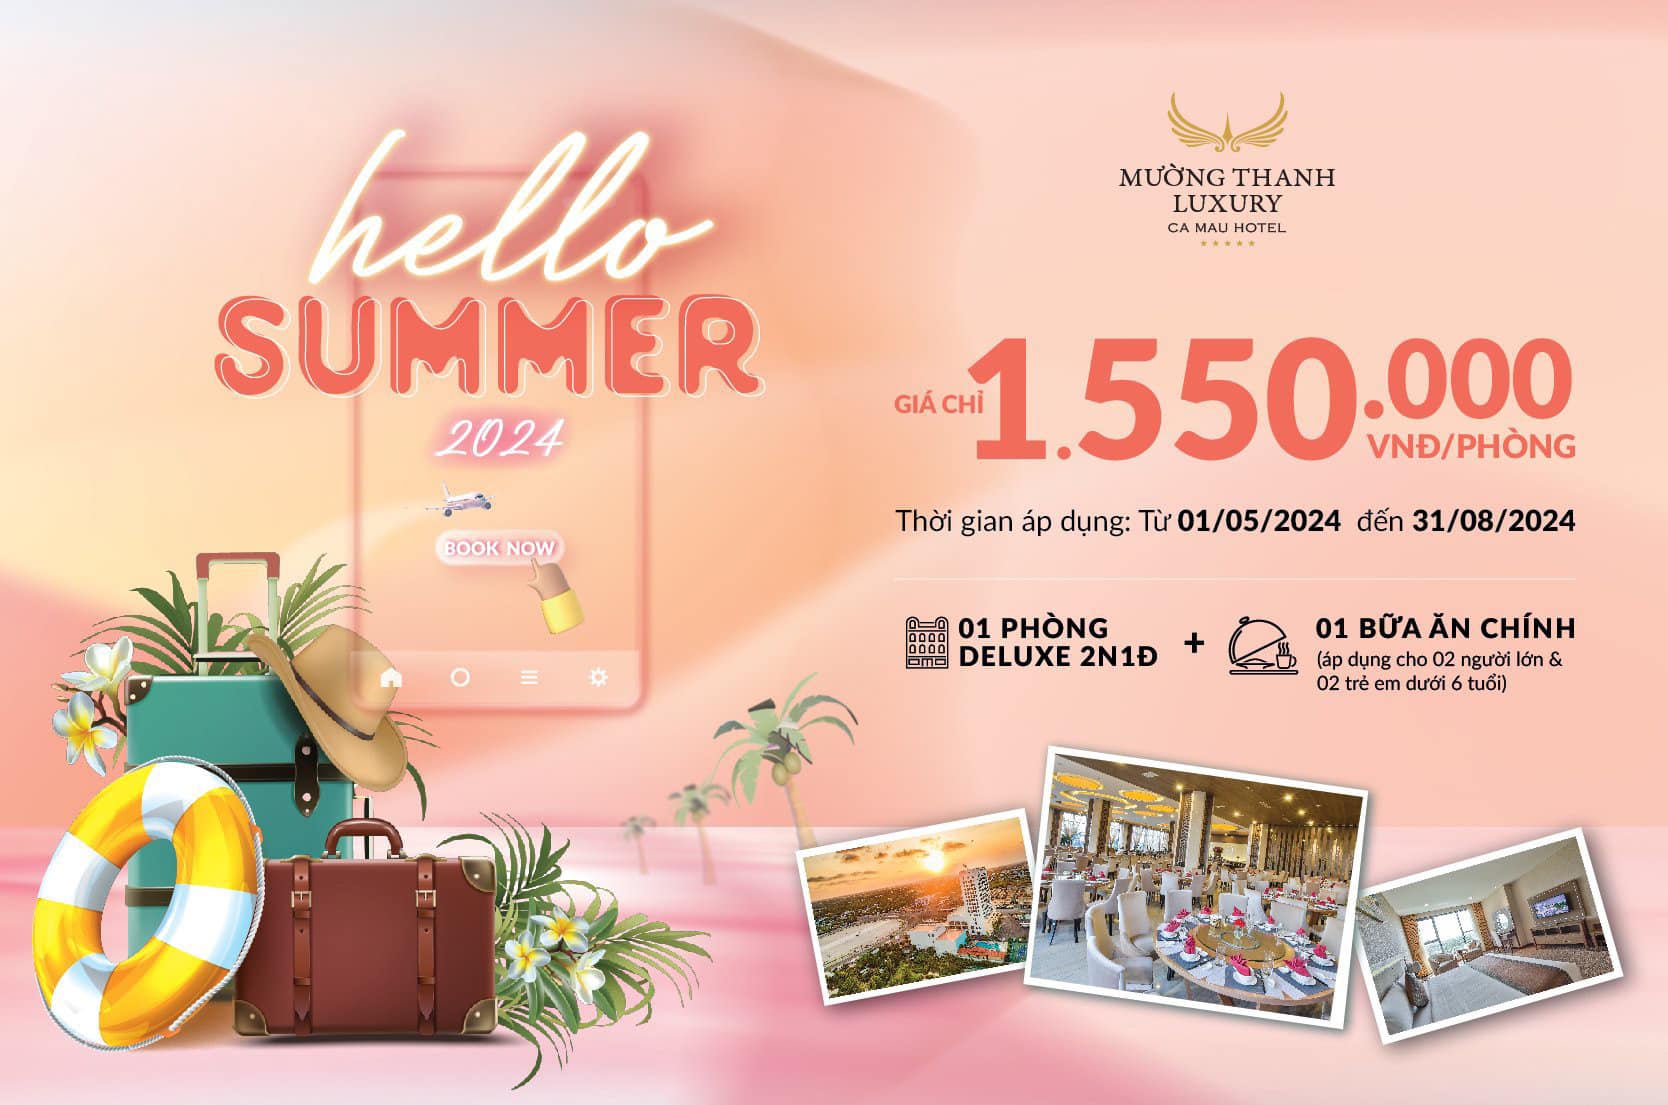 hello
SUMMER
2024
BOOK NOW
MƯỜNG THANH
LUXURY
CA MAU HOTEL
GIÁ CHỈ 1.550.000
VNĐ/PHÒNG
Thời gian áp dụng: Từ 01/05/2024 đến 31/08/2024
01 PHÒNG
DELUXE 2N1Đ
+
01 BỮA ĂN CHÍNH
(áp dụng cho 02 người lớn &
02 trẻ em dưới 6 tuổi)